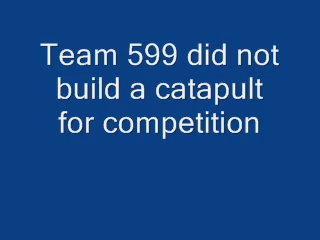 Team 599 did not
build a catapult
for competition